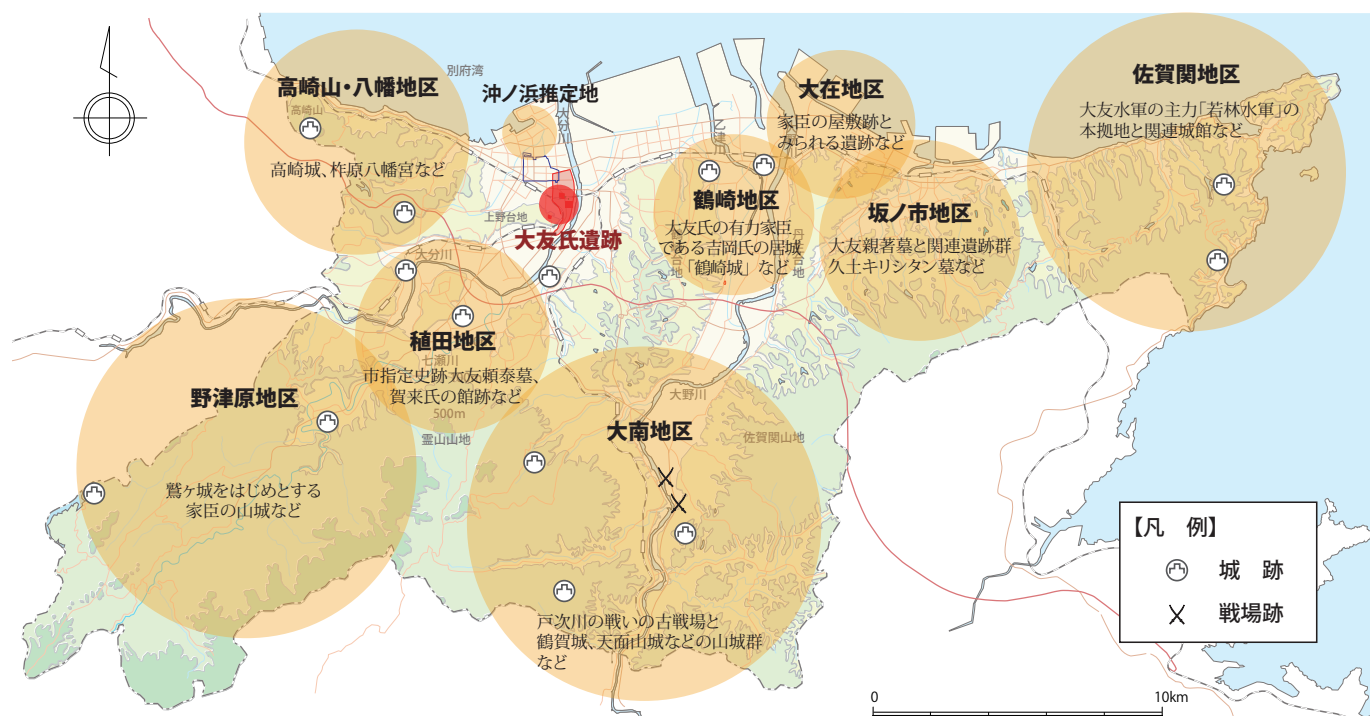 別府湾
高崎山・八幡地区
高崎山
高崎城、柞原八幡宮など
沖ノ浜推定地
大分川
乙津川
大在地区
家臣の屋敷跡と
みられる遺跡など
佐賀関地区
大友水軍の主力「若林水軍」の
本拠地と関連城館など
上野台地
大友氏遺跡
鶴崎地区
大友氏の有力家臣
である吉岡氏の居城
「鶴崎城」など
台地
台地
坂ノ市地区
大友親著墓と関連遺跡群
久土キリシタン墓など
大分川
稙田地区
七瀬川
市指定史跡大友頼泰墓、
賀来氏の館跡など
500m
野津原地区
鷲ヶ城をはじめとする
家臣の山城など
霊山山地
大野川
大南地区
佐賀関山地
戸次川の戦いの古戦場と
鶴賀城、天面山城などの山城群
など
【凡　例】
城　跡
戦場跡
0
10km